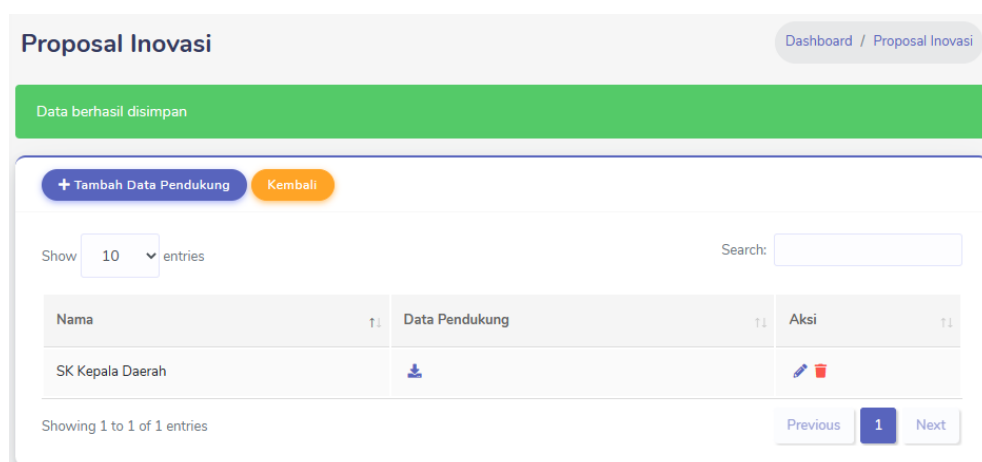 Proposal Inovasi
Dashboard / Proposal Inovasi
Data berhasil disimpan
+ Tambah Data Pendukung Kembali
Show 10 entries Search:
Nama Data Pendukung Aksi
SK Kepala Daerah
Showing 1 to 1 of 1 entries Previous 1 Next